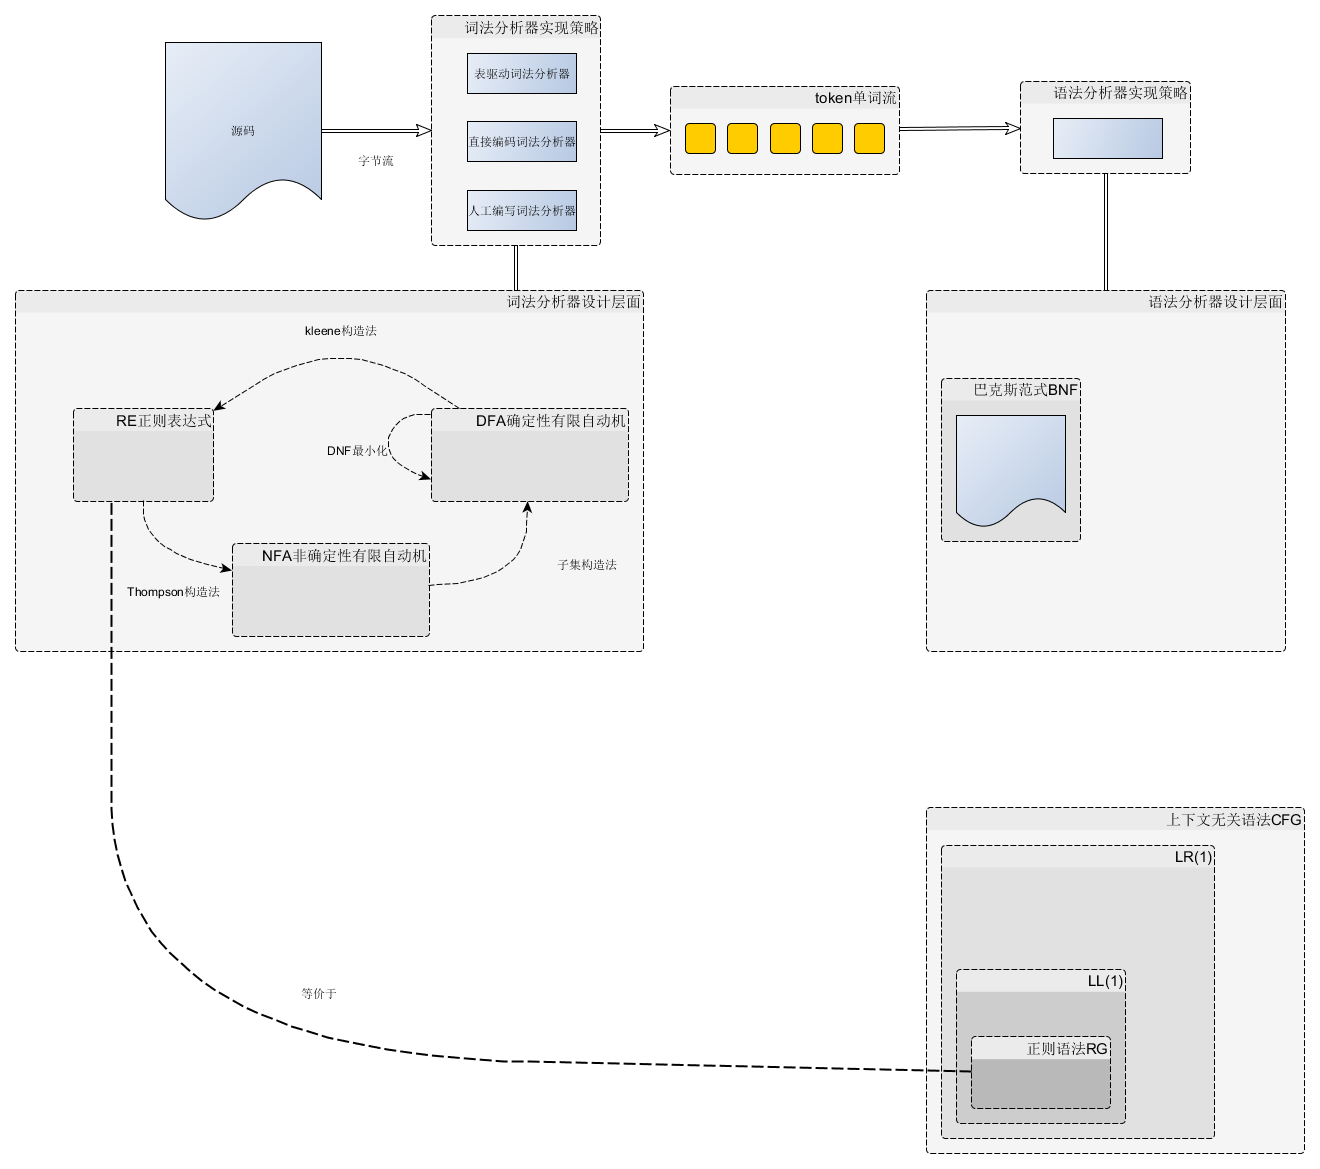 词法分析器实现策略
表驱动词法分析器
直接编码词法分析器
人工编写词法分析器
源码
字节流
token单词流
语法分析器实现策略
词法分析器设计层面
kleene构造法
RE正则表达式
DFA确定性有限自动机
DNF最小化
NFA非确定性有限自动机
Thompson构造法
子集构造法
语法分析器设计层面
巴克斯范式BNF
等价于
上下文无关语法CFG
LR(1)
LL(1)
正则语法RG